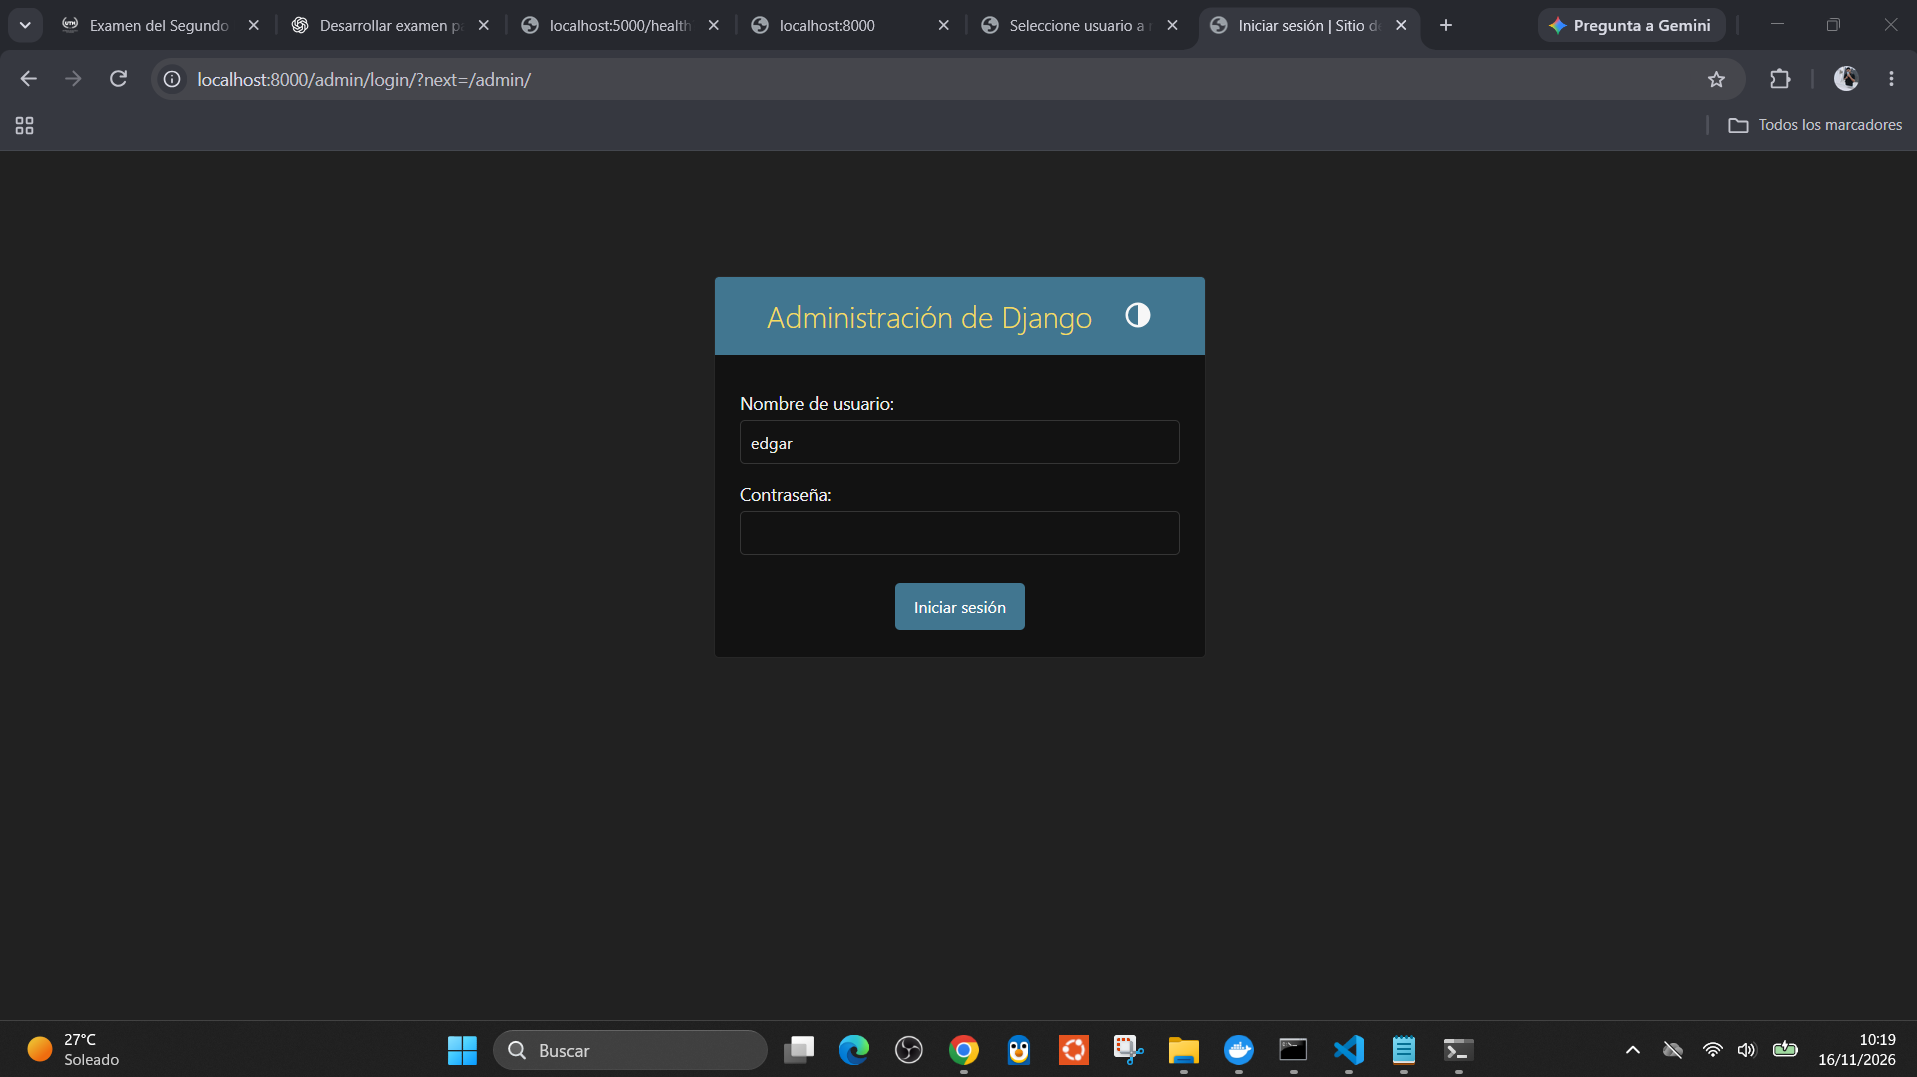 Examen del Segundo
Desarrollar examen p
localhost:5000/health
localhost:8000
Seleccione usuario a
Iniciar sesión | Sitio d
Pregunta a Gemini
localhost:8000/admin/login/?next=/admin/
Todos los marcadores
Administración de Django
Nombre de usuario:
edgar
Contraseña:
Iniciar sesión
27°C
Soleado
Buscar
10:19
16/11/2026